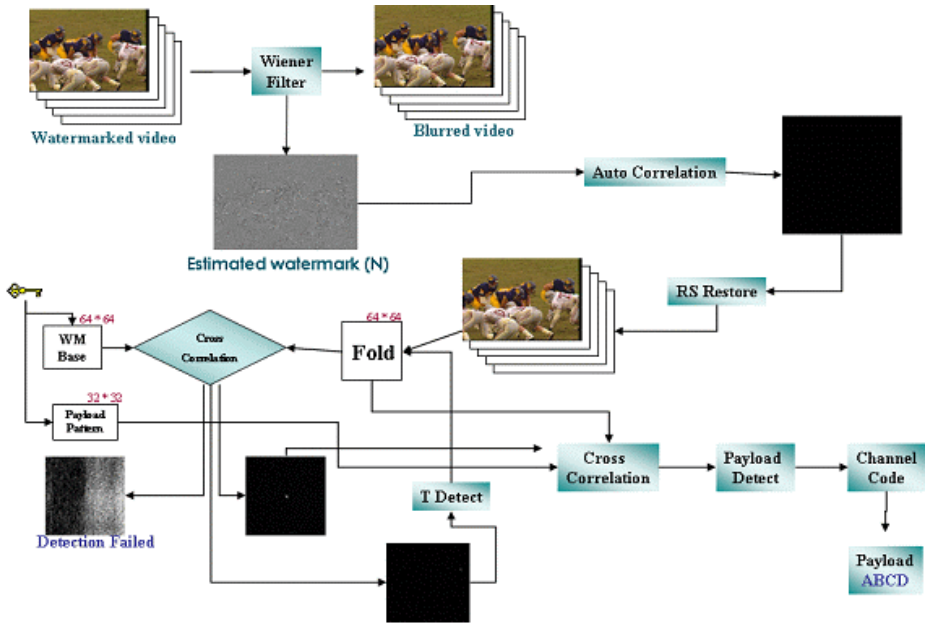 Wiener
Filter
Watermarked video
Blurred video
Auto Correlation
Estimated watermark (N)
RS Restore
64 * 64
WM
Base
Cross
Correlation
64 * 64
Fold
32 * 32
Payload
Pattern
Cross
Correlation
Payload
Detect
Channel
Code
T Detect
Detection Failed
Payload
ABCD